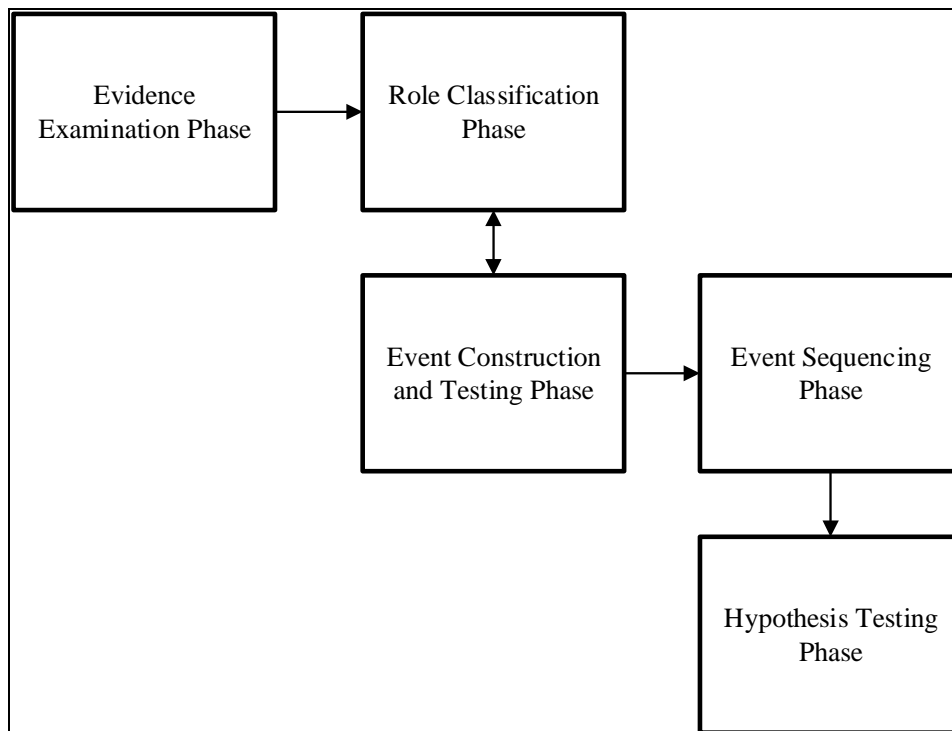 Evidence
Examination Phase
Role Classification
Phase
Event Construction
and Testing Phase
Event Sequencing
Phase
Hypothesis Testing
Phase